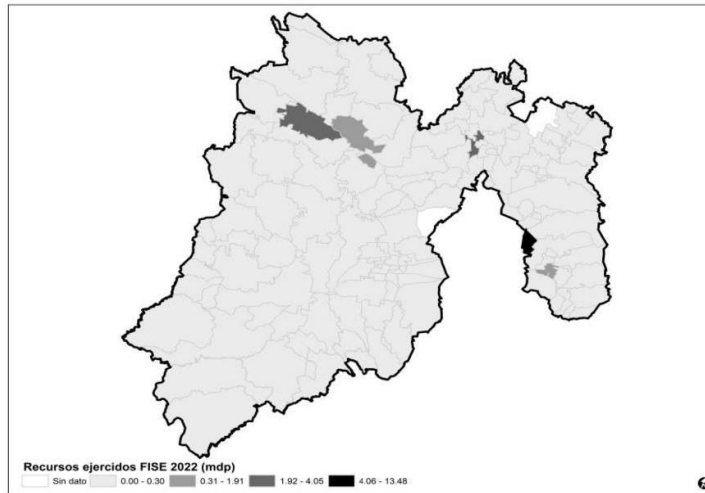 Recursos ejercidos FISE 2022 (mdp)
Sin dato 0.00 - 0.30 0.31 - 1.91 1.92 - 4.05 4.06 - 13.48